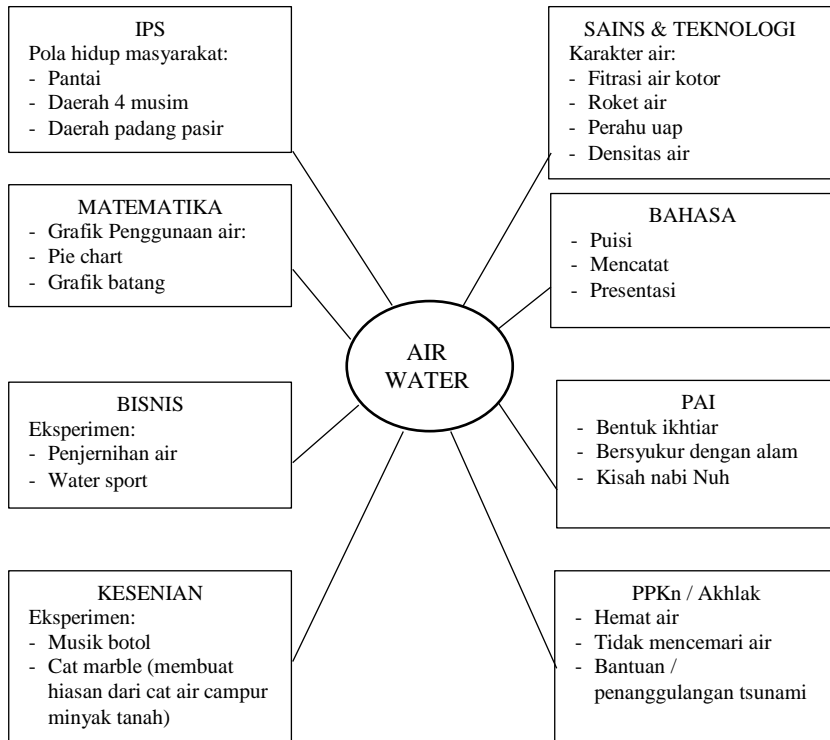 IPS
Pola hidup masyarakat:
- Pantai
- Daerah 4 musim
- Daerah padang pasir
SAINS & TEKNOLOGI
Karakter air:
- Fitrasi air kotor
- Roket air
- Perahu uap
- Densitas air
MATEMATIKA
- Grafik Penggunaan air:
- Pie chart
- Grafik batang
BAHASA
- Puisi
- Mencatat
- Presentasi
AIR
WATER
BISNIS
Eksperimen:
- Penjernihan air
- Water sport
PAI
- Bentuk ikhtiar
- Bersyukur dengan alam
- Kisah nabi Nuh
KESENIAN
Eksperimen:
- Musik botol
- Cat marble (membuat
hiasan dari cat air campur
minyak tanah)
PPKn / Akhlak
- Hemat air
- Tidak mencemari air
- Bantuan /
penanggulangan tsunami